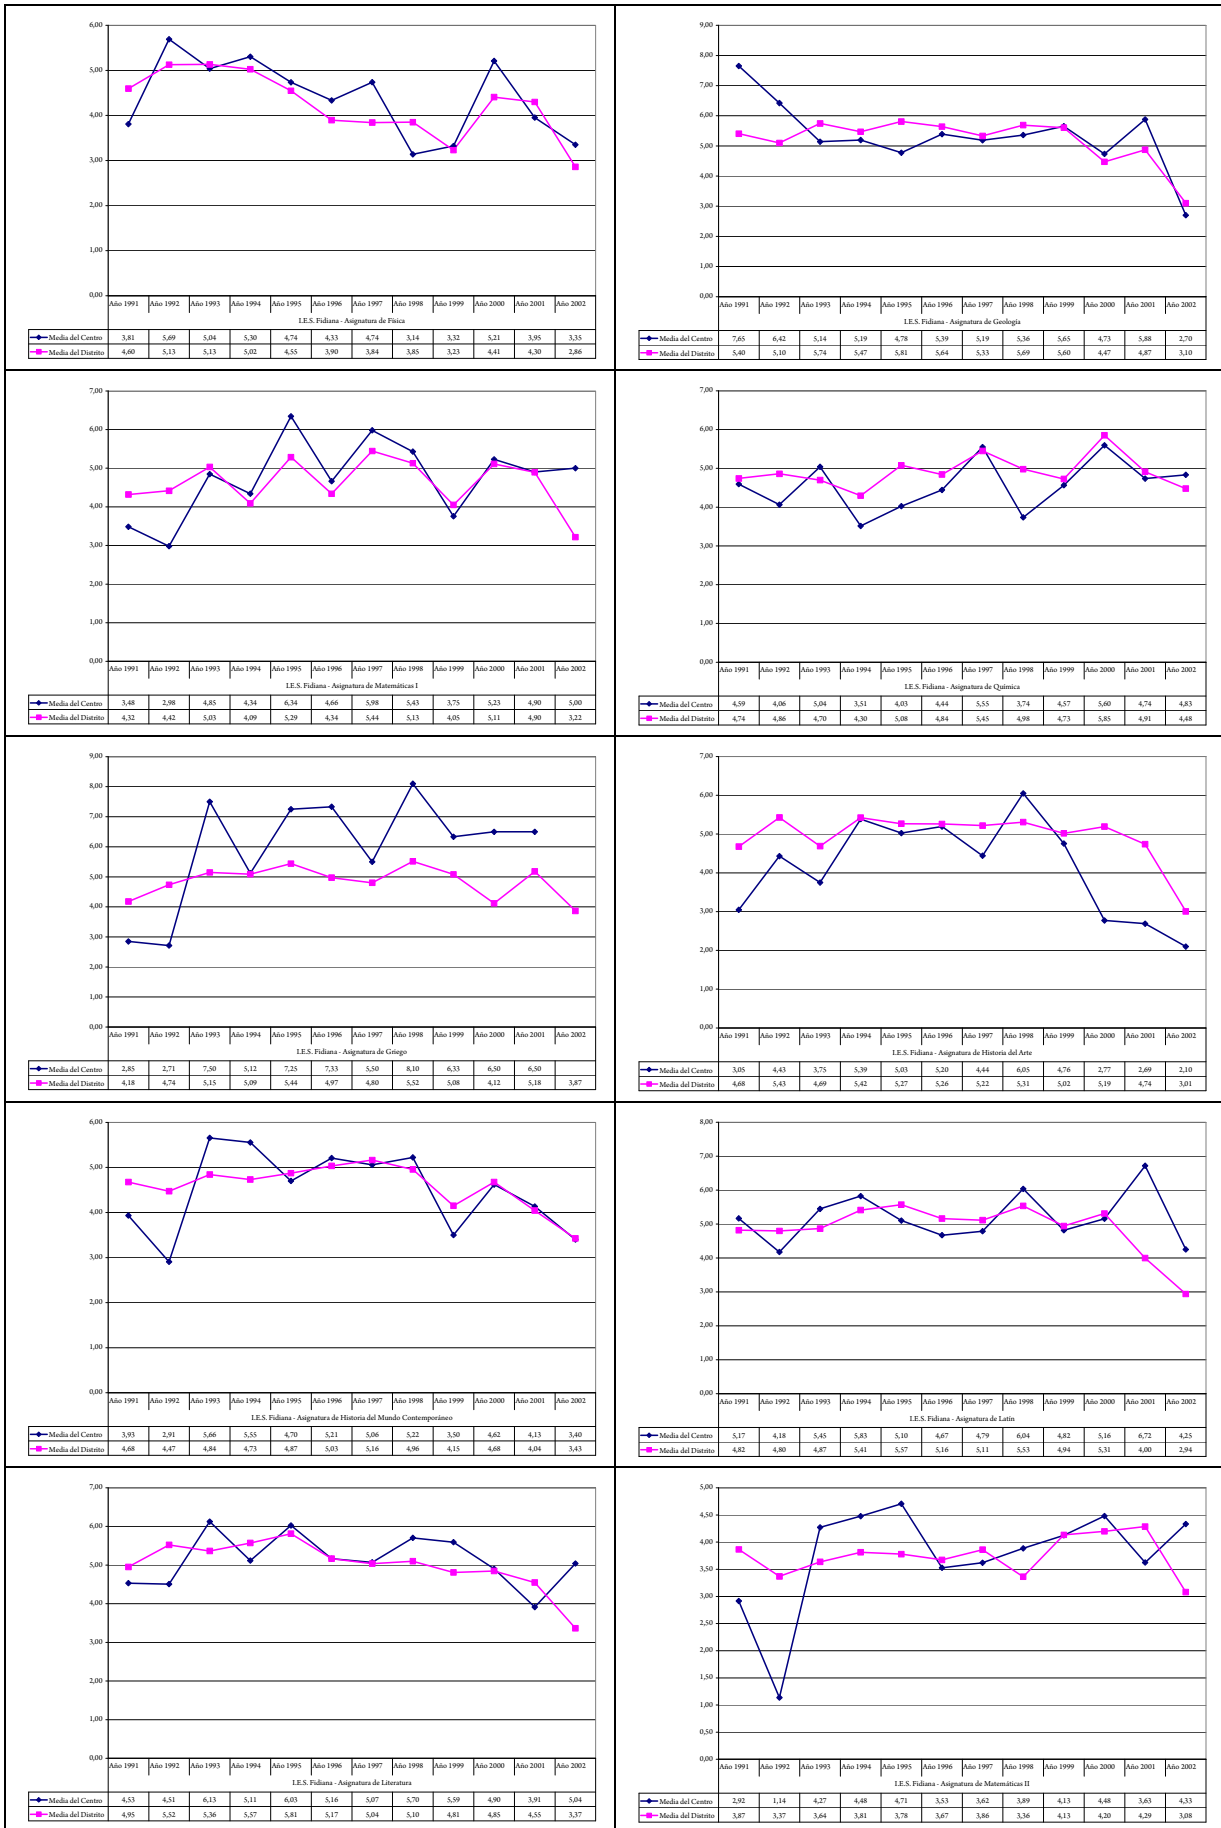 6,00
5,00
4,00
3,00
2,00
1,00
0,00
Año 1991 Año 1992 Año 1993 Año 1994 Año 1995 Año 1996 Año 1997 Año 1998 Año 1999 Año 2000 Año 2001 Año 2002
I.E.S. Fidiana - Asignatura de Física
Media del Centro 3,81 5,69 5,04 5,30 4,74 4,33 4,74 3,14 3,32 5,21 3,95 3,35
Media del Distrito 4,60 5,13 5,13 5,02 4,55 3,90 3,84 3,85 3,23 4,41 4,30 2,86
9,00
8,00
7,00
6,00
5,00
4,00
3,00
2,00
1,00
0,00
Año 1991 Año 1992 Año 1993 Año 1994 Año 1995 Año 1996 Año 1997 Año 1998 Año 1999 Año 2000 Año 2001 Año 2002
I.E.S. Fidiana - Asignatura de Geología
Media del Centro 7,65 6,42 5,14 5,19 4,78 5,39 5,19 5,36 5,65 4,73 5,88 2,70
Media del Distrito 5,40 5,10 5,74 5,47 5,81 5,64 5,33 5,69 5,60 4,47 4,87 3,10
7,00
6,00
5,00
4,00
3,00
2,00
1,00
0,00
Año 1991 Año 1992 Año 1993 Año 1994 Año 1995 Año 1996 Año 1997 Año 1998 Año 1999 Año 2000 Año 2001 Año 2002
I.E.S. Fidiana - Asignatura de Matemáticas I
Media del Centro 3,48 2,98 4,85 4,34 6,34 4,66 5,98 5,43 3,75 5,23 4,90 5,00
Media del Distrito 4,32 4,42 5,03 4,09 5,29 4,34 5,44 5,13 4,05 5,11 4,90 3,22
7,00
6,00
5,00
4,00
3,00
2,00
1,00
0,00
Año 1991 Año 1992 Año 1993 Año 1994 Año 1995 Año 1996 Año 1997 Año 1998 Año 1999 Año 2000 Año 2001 Año 2002
I.E.S. Fidiana - Asignatura de Química
Media del Centro 4,59 4,06 5,04 3,51 4,03 4,44 5,55 3,74 4,57 5,60 4,74 4,83
Media del Distrito 4,74 4,86 4,70 4,30 5,08 4,84 5,45 4,98 4,73 5,85 4,91 4,48
9,00
8,00
7,00
6,00
5,00
4,00
3,00
2,00
1,00
0,00
Año 1991 Año 1992 Año 1993 Año 1994 Año 1995 Año 1996 Año 1997 Año 1998 Año 1999 Año 2000 Año 2001 Año 2002
I.E.S. Fidiana - Asignatura de Griego
Media del Centro 2,85 2,71 7,50 5,12 7,25 7,33 5,50 8,10 6,33 6,50 6,50
Media del Distrito 4,18 4,74 5,15 5,09 5,44 4,97 4,80 5,52 5,08 4,12 5,18 3,87
7,00
6,00
5,00
4,00
3,00
2,00
1,00
0,00
Año 1991 Año 1992 Año 1993 Año 1994 Año 1995 Año 1996 Año 1997 Año 1998 Año 1999 Año 2000 Año 2001 Año 2002
I.E.S. Fidiana - Asignatura de Historia del Arte
Media del Centro 3,05 4,43 3,75 5,39 5,03 5,20 4,44 6,05 4,76 2,77 2,69 2,10
Media del Distrito 4,68 5,43 4,69 5,42 5,27 5,26 5,22 5,31 5,02 5,19 4,74 3,01
6,00
5,00
4,00
3,00
2,00
1,00
0,00
Año 1991 Año 1992 Año 1993 Año 1994 Año 1995 Año 1996 Año 1997 Año 1998 Año 1999 Año 2000 Año 2001 Año 2002
I.E.S. Fidiana - Asignatura de Historia del Mundo Contemporáneo
Media del Centro 3,93 2,91 5,66 5,55 4,70 5,21 5,06 5,22 3,50 4,62 4,13 3,40
Media del Distrito 4,68 4,47 4,84 4,73 4,87 5,03 5,16 4,96 4,15 4,68 4,04 3,43
8,00
7,00
6,00
5,00
4,00
3,00
2,00
1,00
0,00
Año 1991 Año 1992 Año 1993 Año 1994 Año 1995 Año 1996 Año 1997 Año 1998 Año 1999 Año 2000 Año 2001 Año 2002
I.E.S. Fidiana - Asignatura de Latín
Media del Centro 5,17 4,18 5,45 5,83 5,10 4,67 4,79 6,04 4,82 5,16 6,72 4,25
Media del Distrito 4,82 4,80 4,87 5,41 5,57 5,16 5,11 5,53 4,94 5,31 4,00 2,94
7,00
6,00
5,00
4,00
3,00
2,00
1,00
0,00
Año 1991 Año 1992 Año 1993 Año 1994 Año 1995 Año 1996 Año 1997 Año 1998 Año 1999 Año 2000 Año 2001 Año 2002
I.E.S. Fidiana - Asignatura de Literatura
Media del Centro 4,53 4,51 6,13 5,11 6,03 5,16 5,07 5,70 5,59 4,90 3,91 5,04
Media del Distrito 4,95 5,52 5,36 5,57 5,81 5,17 5,04 5,10 4,81 4,85 4,55 3,37
5,00
4,50
4,00
3,50
3,00
2,50
2,00
1,50
1,00
0,50
0,00
Año 1991 Año 1992 Año 1993 Año 1994 Año 1995 Año 1996 Año 1997 Año 1998 Año 1999 Año 2000 Año 2001 Año 2002
I.E.S. Fidiana - Asignatura de Matemáticas II
Media del Centro 2,92 1,14 4,27 4,48 4,71 3,53 3,62 3,89 4,13 4,48 3,63 4,33
Media del Distrito 3,87 3,37 3,64 3,81 3,78 3,67 3,86 3,36 4,13 4,20 4,29 3,08